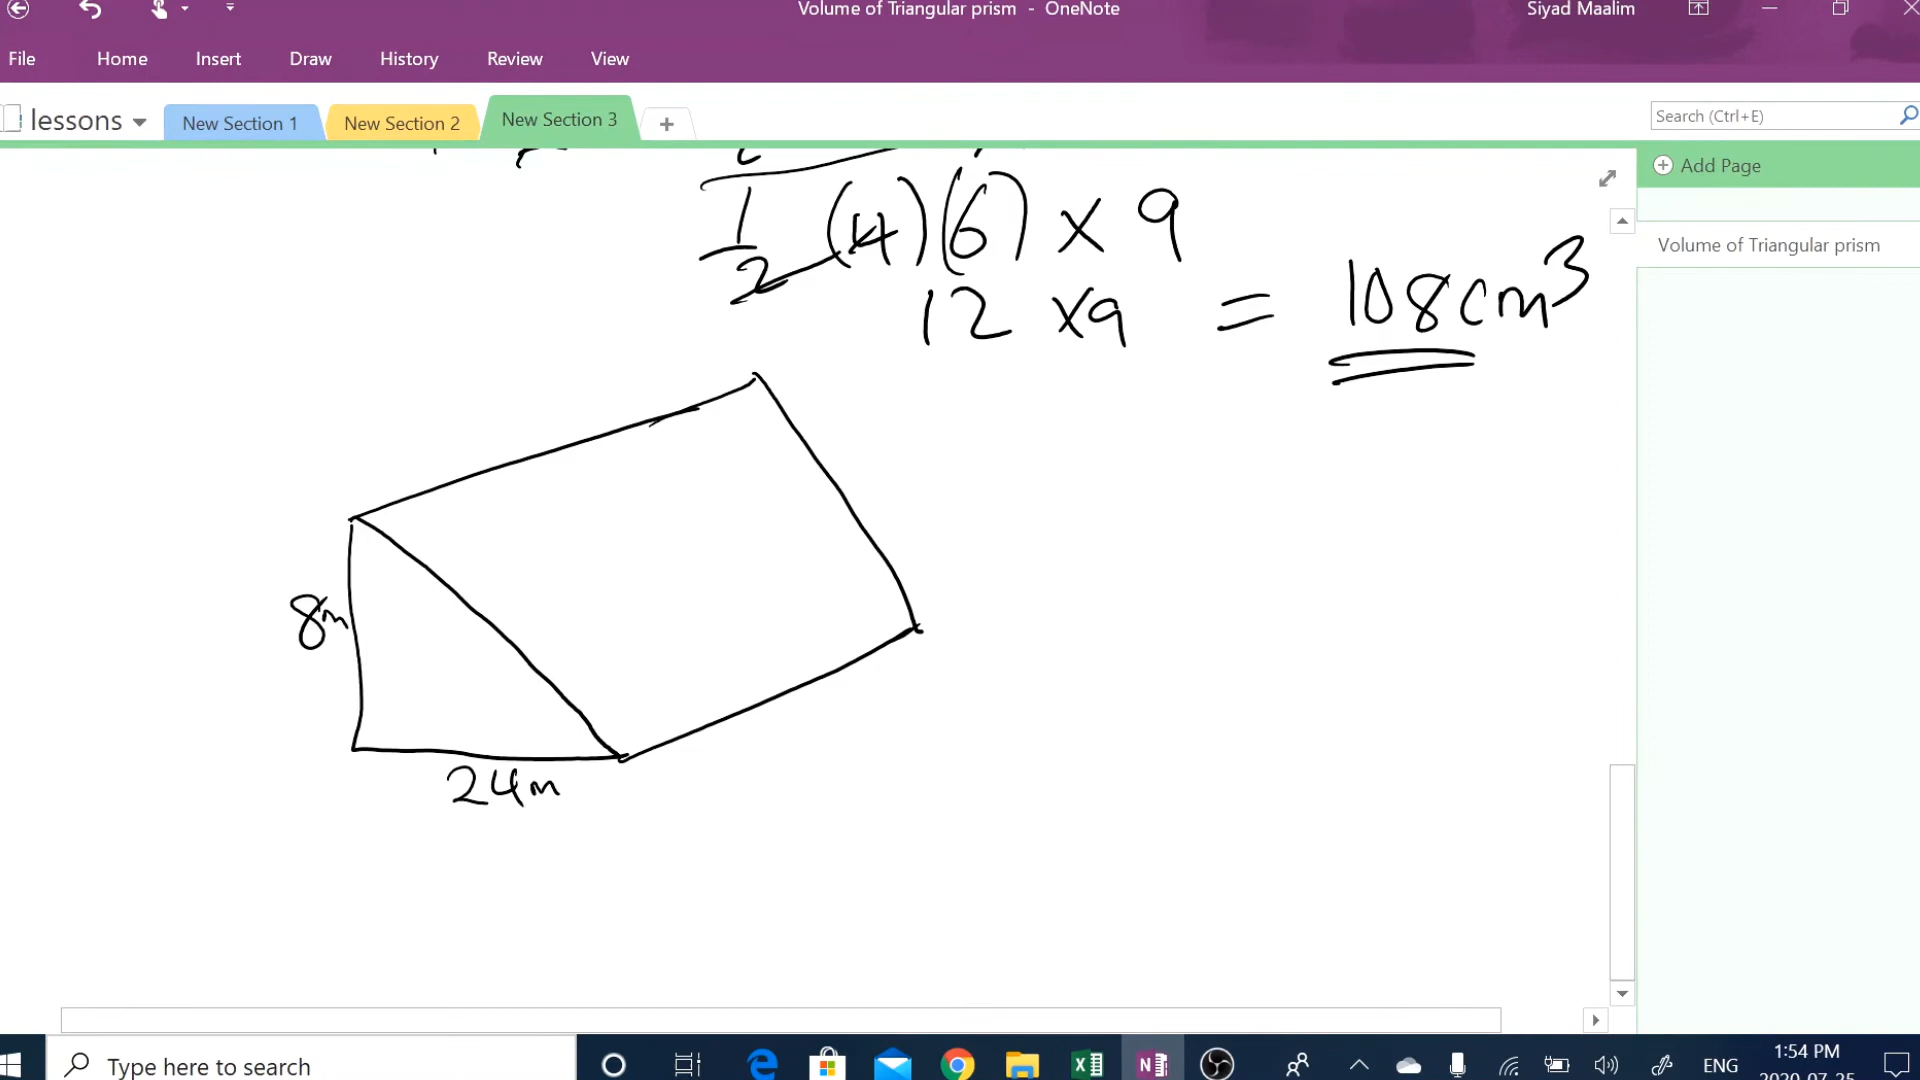 Volume of Triangular prism - OneNote
Siyad Maalim
File Home Insert Draw History Review View
lessons New Section 1 New Section 2 New Section 3 +
Search (Ctrl+E)
Add Page
Volume of Triangular prism
1/2 (4)(6) × 9
12 × 9 = 108cm³
8m
24m
Type here to search
ENG
1:54 PM